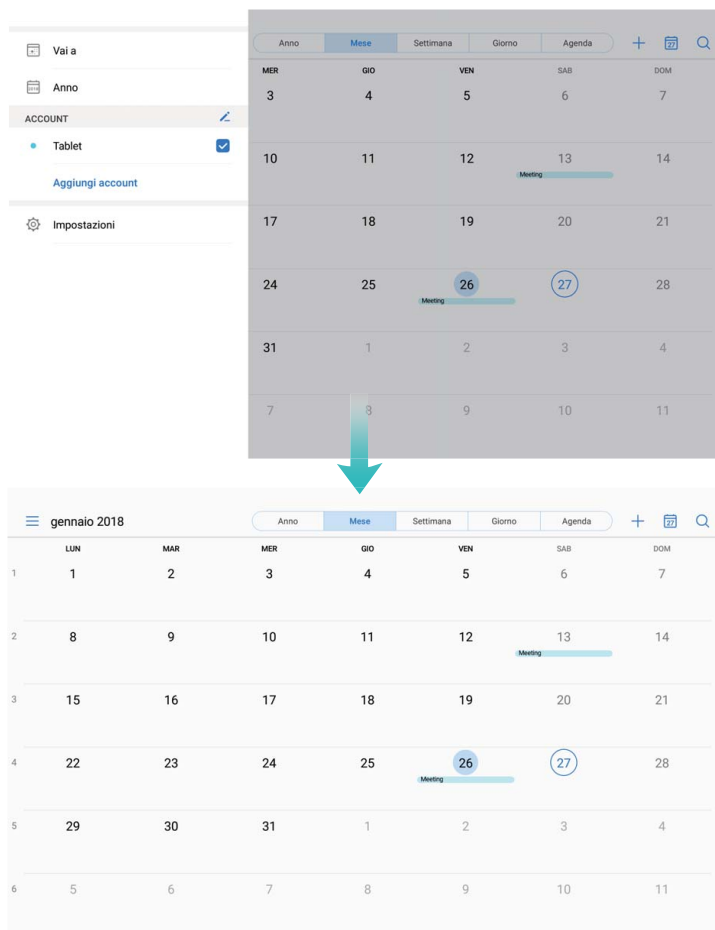 Vai a
Anno
ACCOUNT
Tablet
Aggiungi account
Impostazioni
Anno Mese Settimana Giorno Agenda 27
MER GIO VEN SAB DOM
3 4 5 6 7
10 11 12 13 14
Meeting
17 18 19 20 21
24 25 26 27 28
Meeting
31 1 2 3 4
7 8 9 10 11
gennaio 2018 Anno Mese Settimana Giorno Agenda 27
LUN MAR MER GIO VEN SAB DOM
1 1 2 3 4 5 6 7
2 8 9 10 11 12 13 14
Meeting
3 15 16 17 18 19 20 21
4 22 23 24 25 26 27 28
Meeting
5 29 30 31 1 2 3 4
6 5 6 7 8 9 10 11